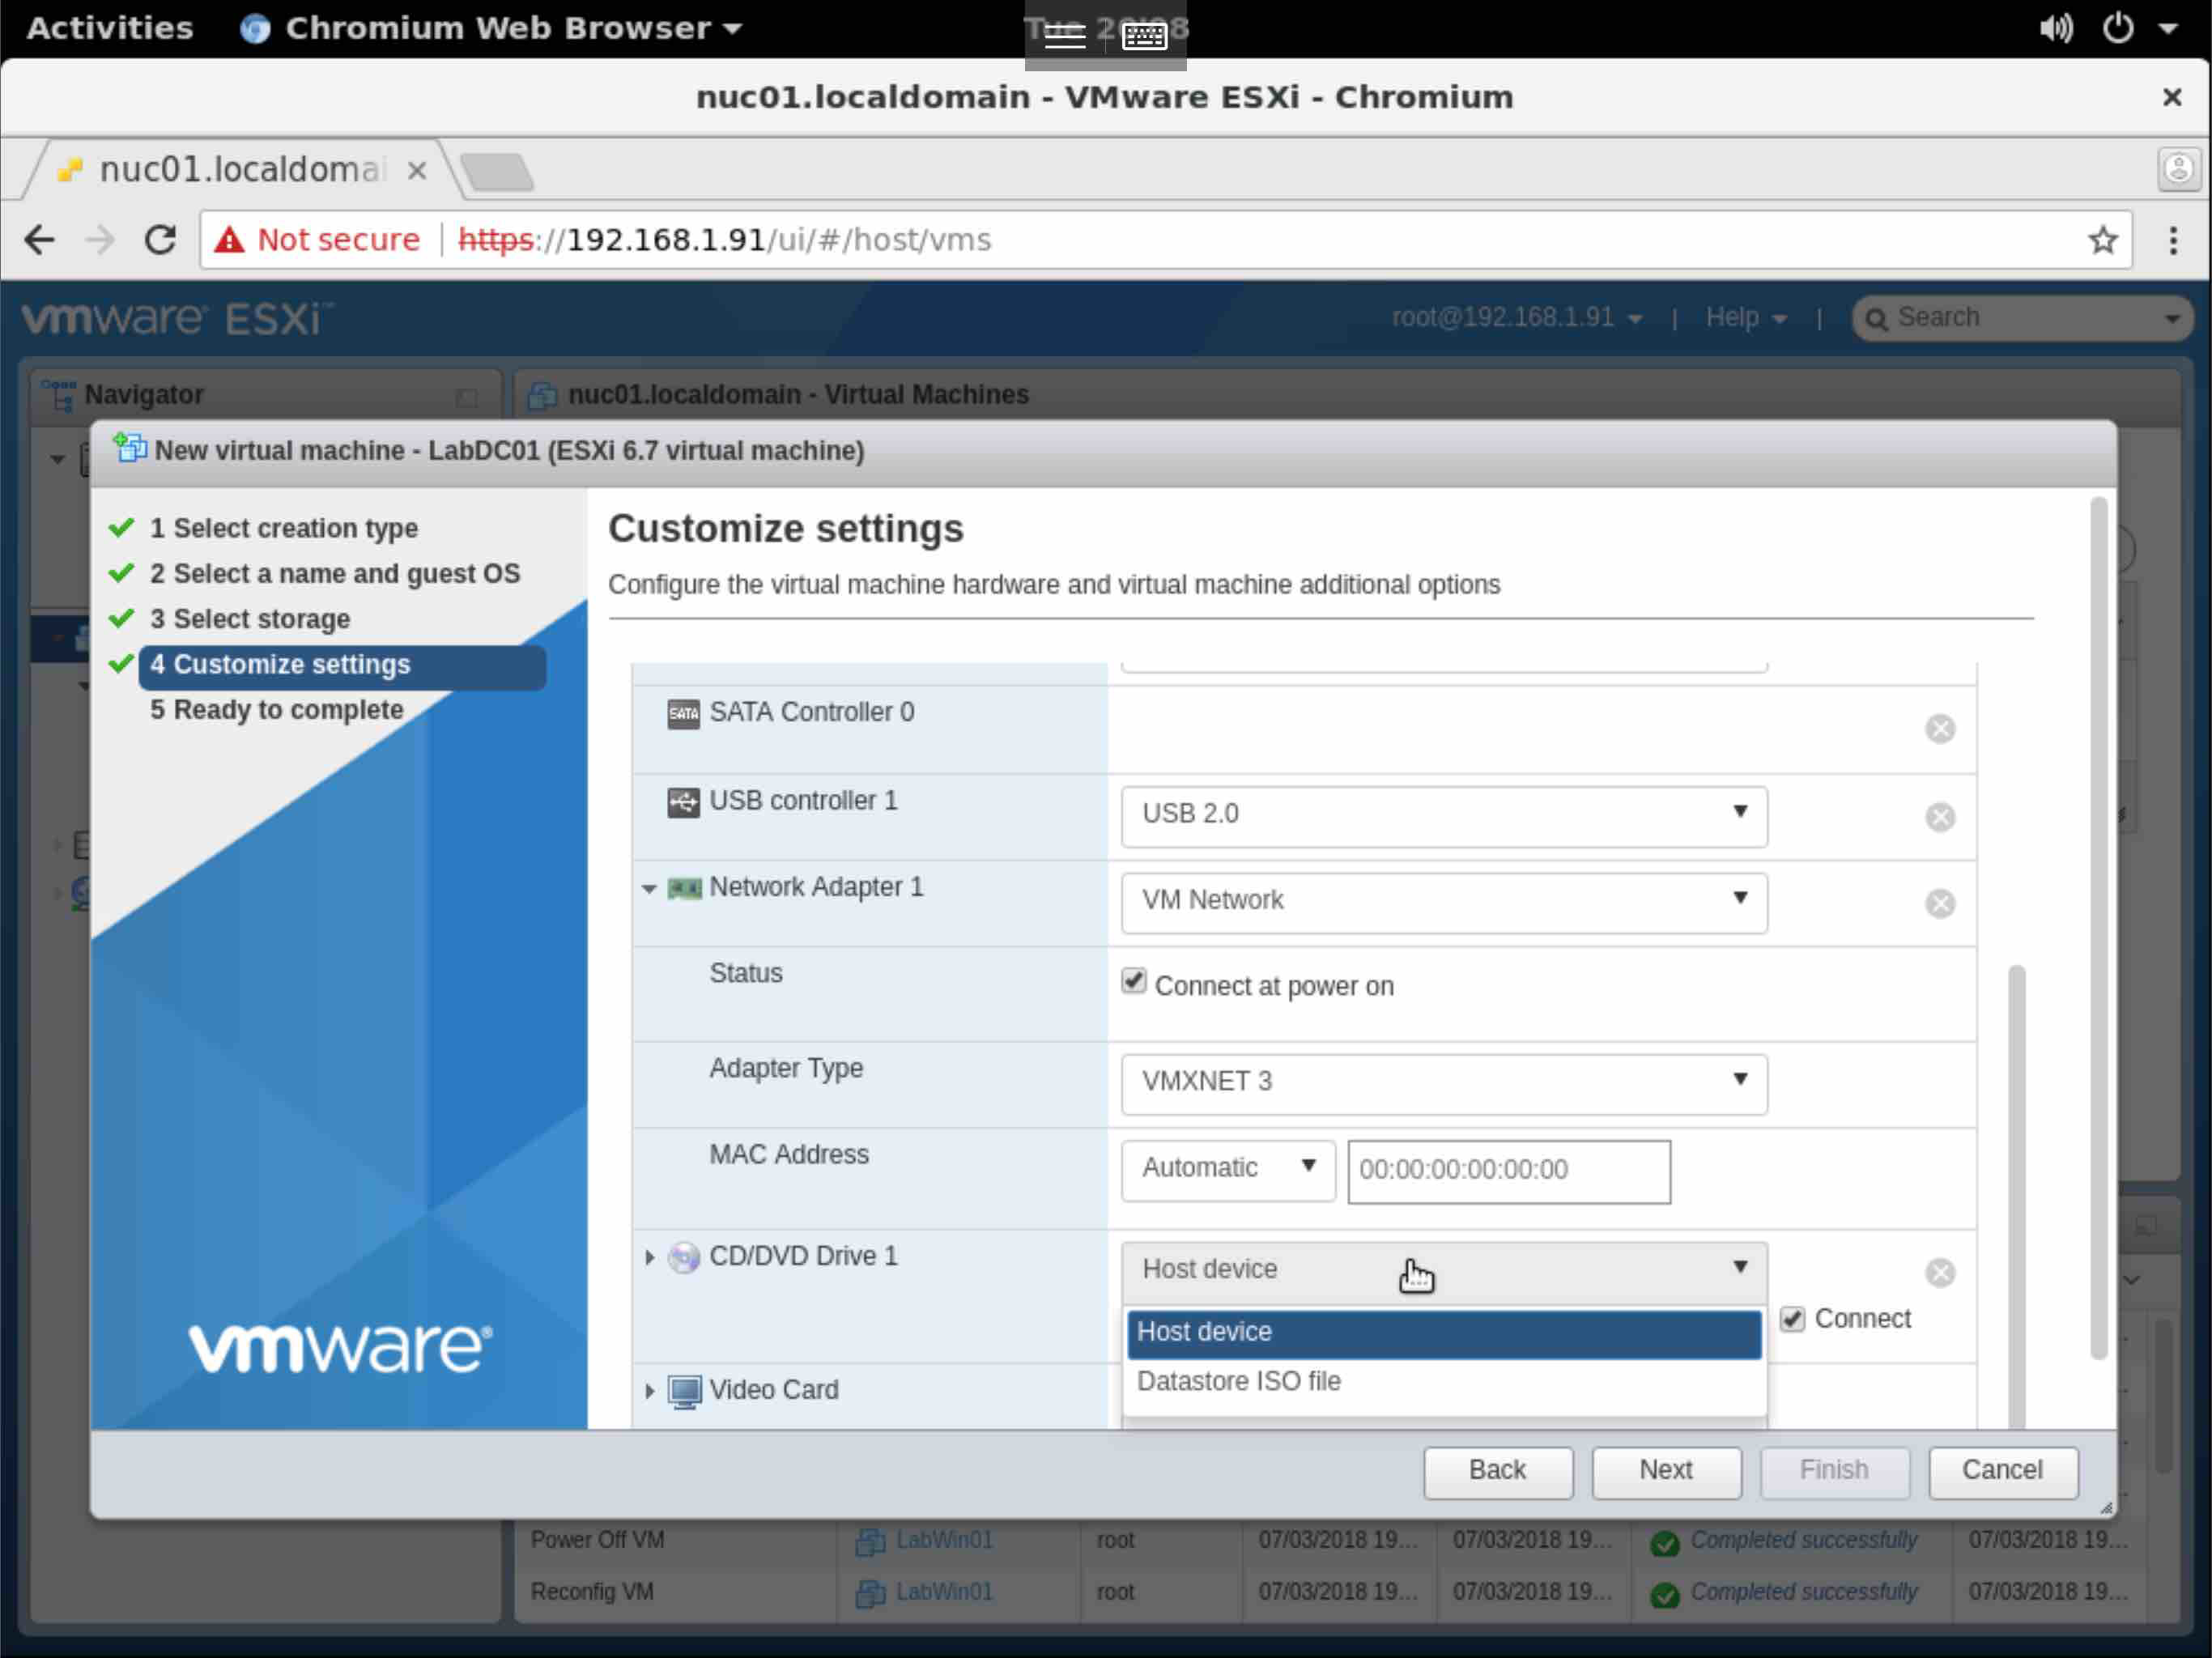 Activities Chromium Web Browser
nuc01.localdomain - VMware ESXi - Chromium
nuc01.localdomai
Not secure https://192.168.1.91/ui/#/host/vms
vmware ESXi root@192.168.1.91 | Help | Search
Navigator nuc01.localdomain - Virtual Machines
New virtual machine - LabDC01 (ESXi 6.7 virtual machine)
1 Select creation type
2 Select a name and guest OS
3 Select storage
4 Customize settings
5 Ready to complete
vmware
Customize settings
Configure the virtual machine hardware and virtual machine additional options
SATA SATA Controller 0
USB controller 1 USB 2.0
Network Adapter 1 VM Network
Status Connect at power on
Adapter Type VMXNET 3
MAC Address Automatic 00:00:00:00:00:00
CD/DVD Drive 1 Host device
Host device Connect
Datastore ISO file
Video Card
Back Next Finish Cancel
Power Off VM LabWin01 root 07/03/2018 19... 07/03/2018 19... Completed successfully 07/03/2018 19...
Reconfig VM LabWin01 root 07/03/2018 19... 07/03/2018 19... Completed successfully 07/03/2018 19...